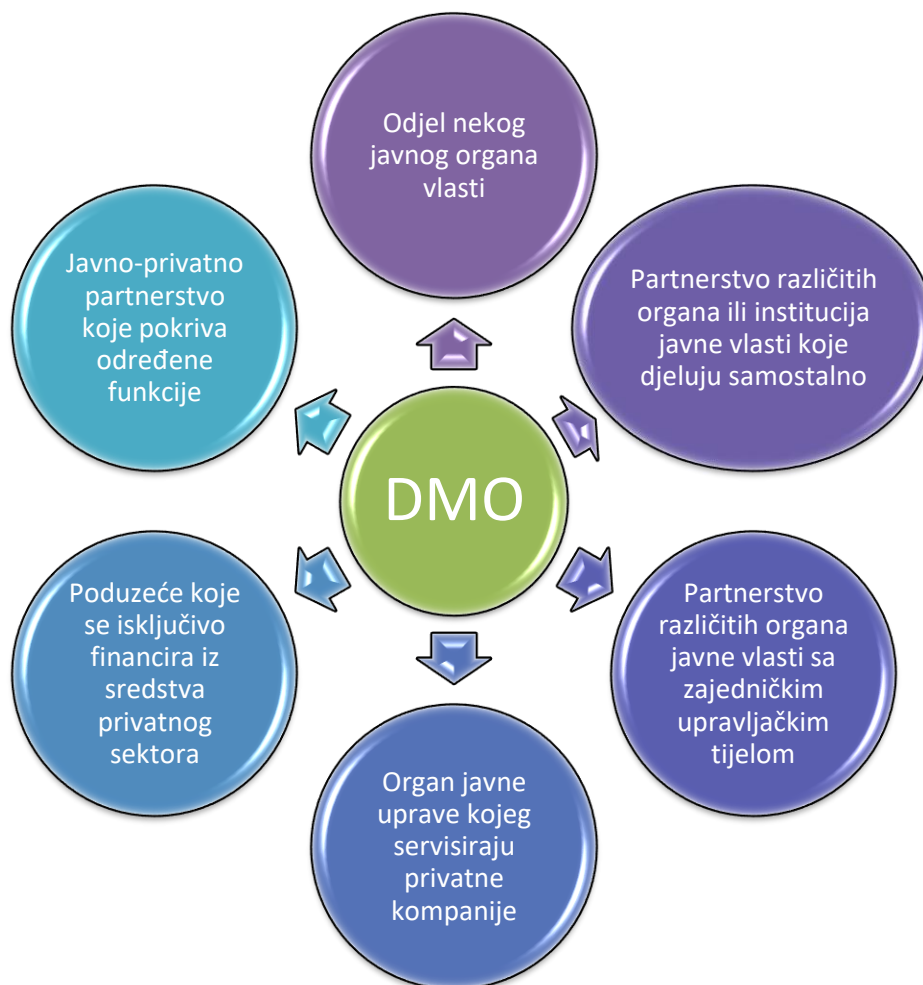 Odjel nekog
javnog organa
vlasti
Partnerstvo različitih
organa ili institucija
javne vlasti koje
djeluju samostalno
Partnerstvo
različitih organa
javne vlasti sa
zajedničkim
upravljačkim
tijelom
Organ javne
uprave kojeg
servisiraju
privatne
kompanije
Poduzeće koje
se isključivo
financira iz
sredstva
privatnog
sektora
Javno-privatno
partnerstvo
koje pokriva
određene
funkcije
DMO